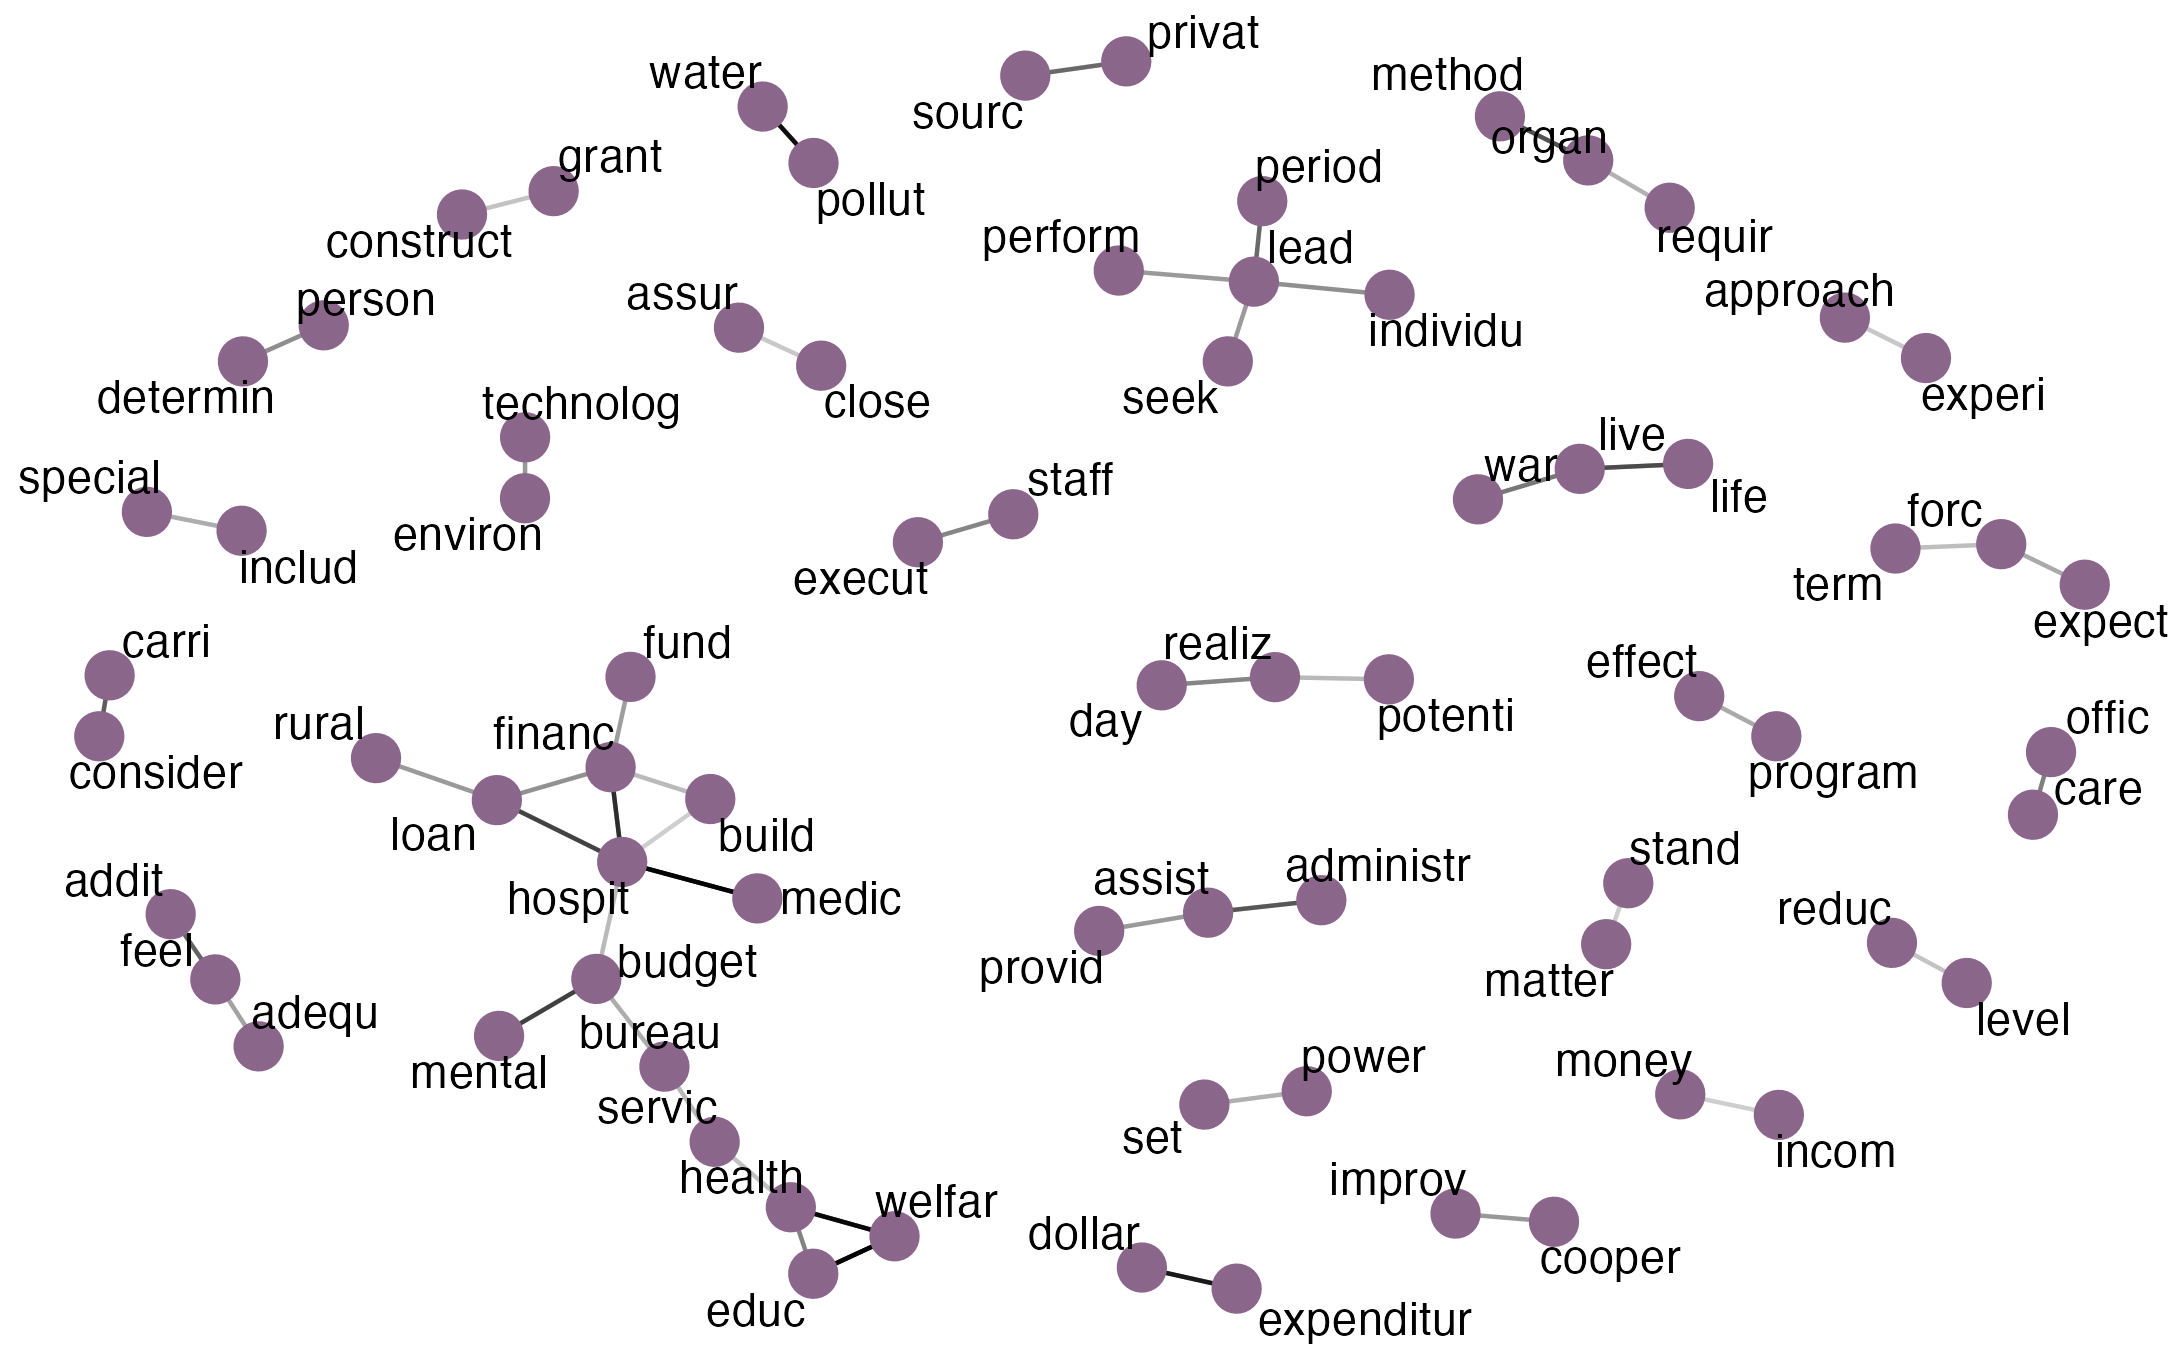 privat
water
method
sourc
organ
grant
period
pollut
requir
perform
construct
lead
approach
assur
person
individu
determin
technolog
close
seek
experi
live
war
special
staff
life
forc
environ
includ
execut
term
expect
carri
fund
realiz
effect
rural
financ
day
potenti
offic
consider
program
care
loan
build
stand
administr
addit
assist
hospit
medic
reduc
feel
budget
provid
matter
adequ
bureau
level
mental
power
money
servic
set
incom
health
improv
welfar
dollar
cooper
educ
expenditur